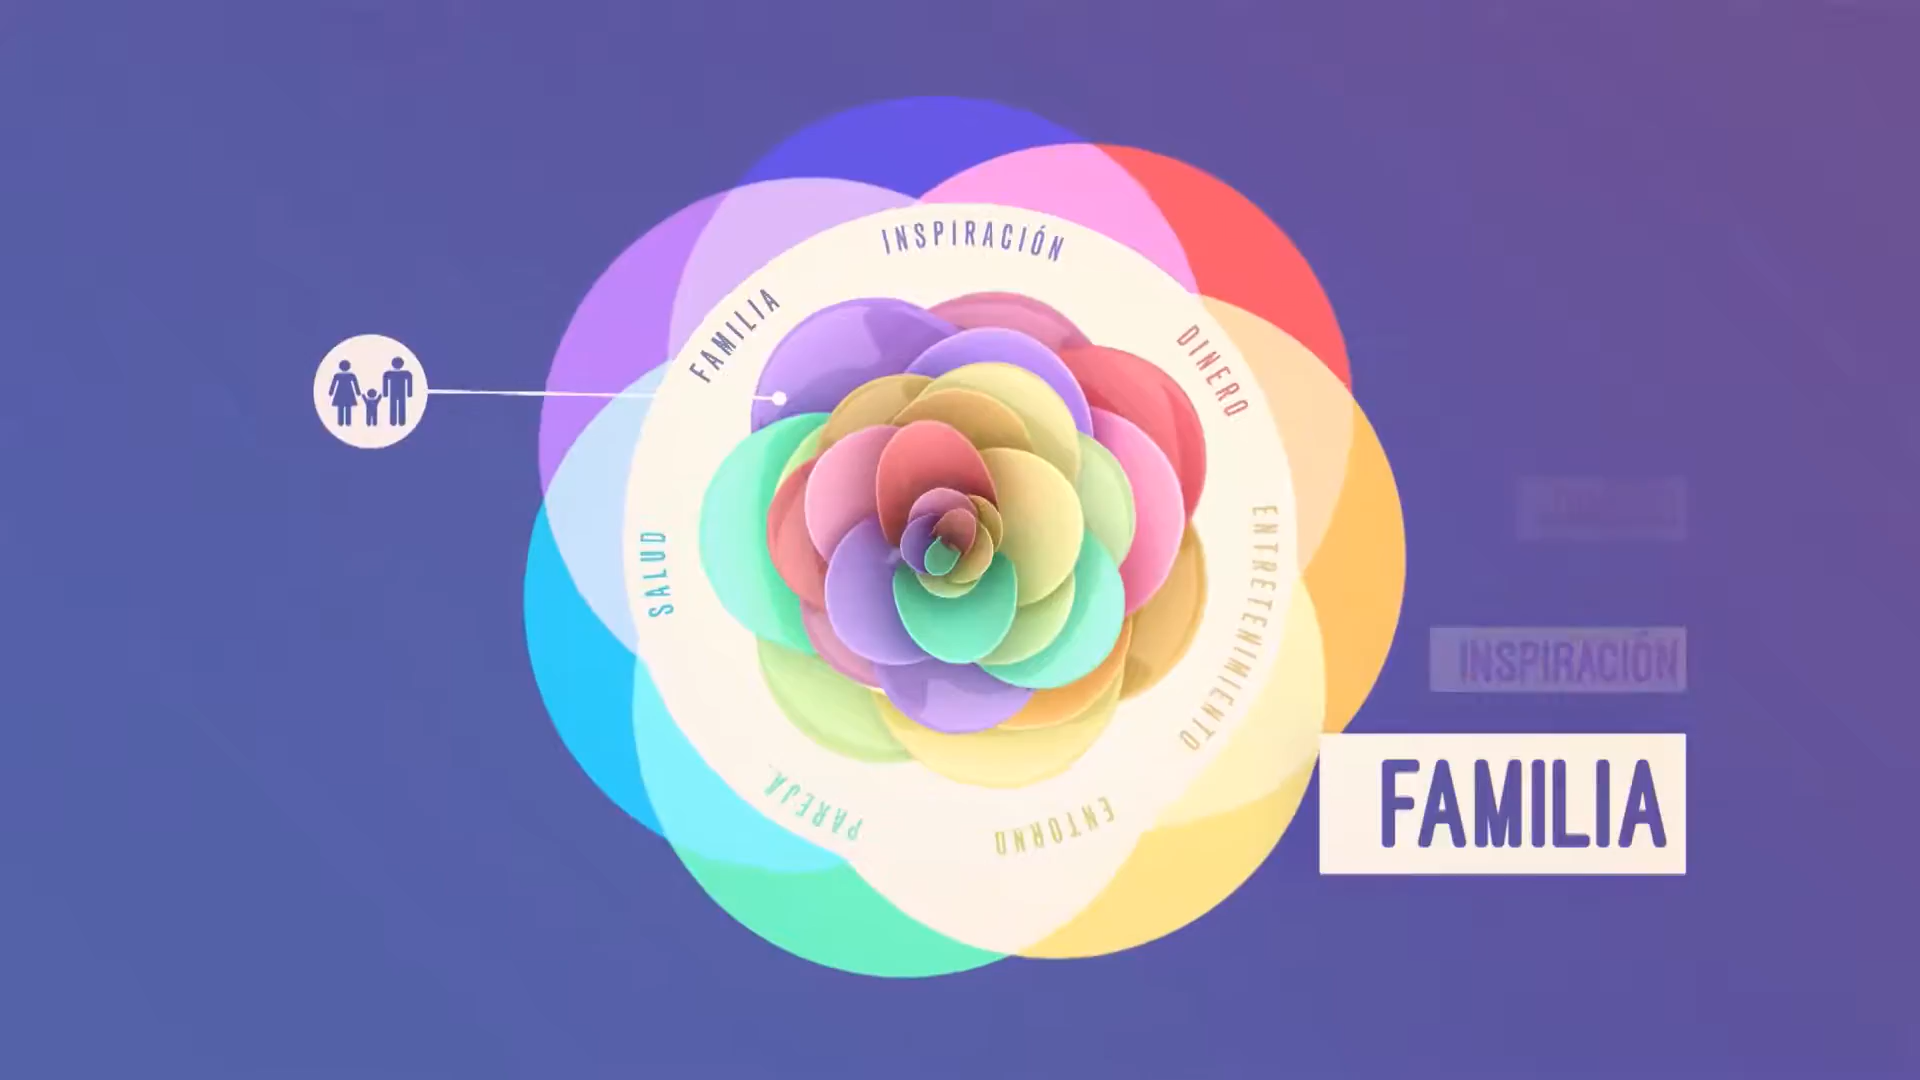 INSPIRACIÓN
FAMILIA
DINERO
SALUD
ENTRETENIMIENTO
PAREJA
ENTORNO
INSPIRACIÓN
FAMILIA